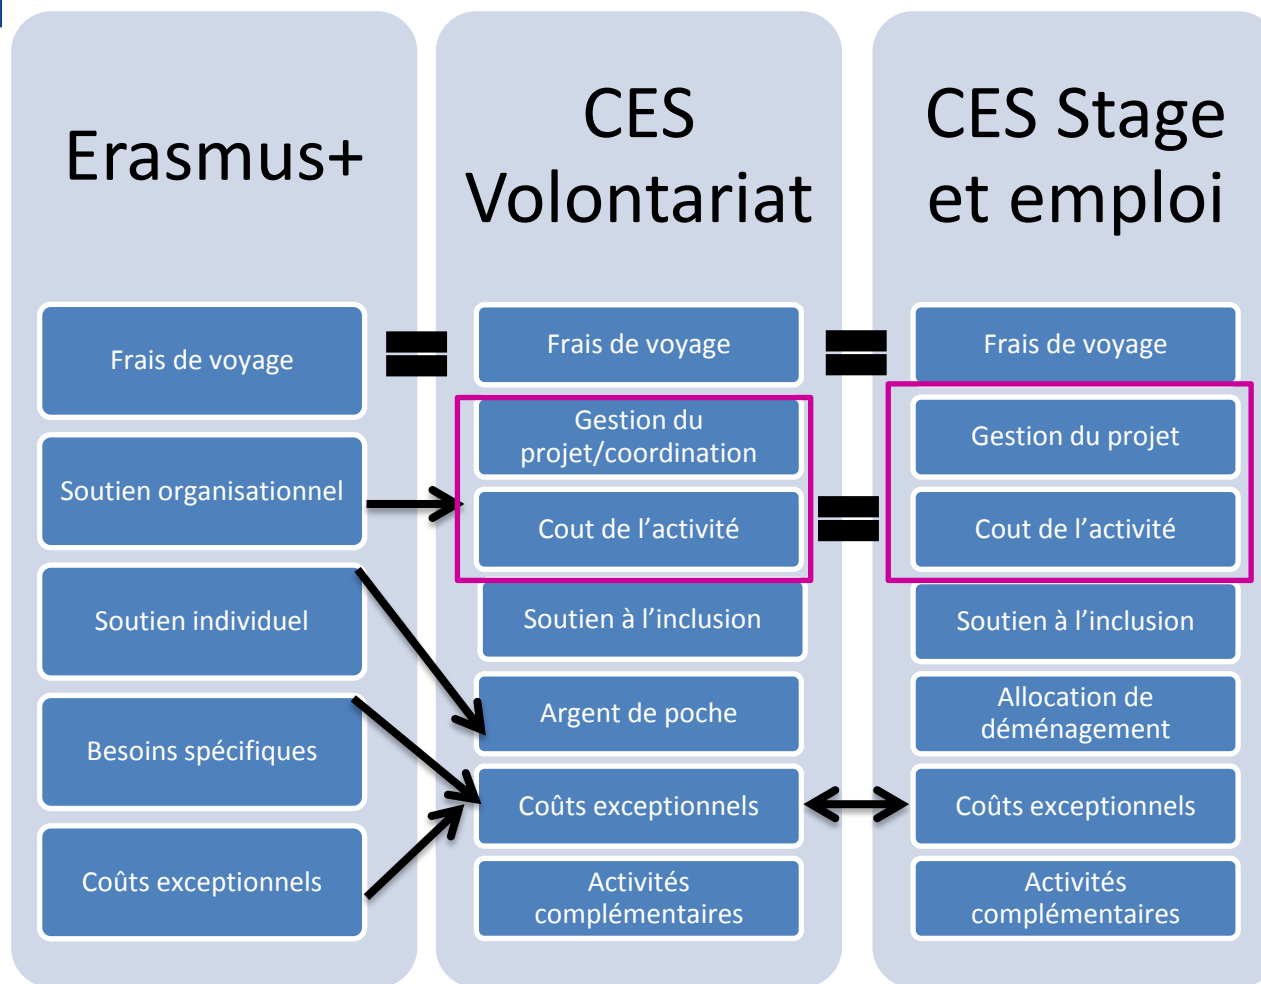 Erasmus+
Frais de voyage
Soutien organisationnel
Soutien individuel
Besoins spécifiques
Coûts exceptionnels
CES
Volontariat
Frais de voyage
Gestion du
projet/coordination
Cout de l’activité
Soutien à l’inclusion
Argent de poche
Coûts exceptionnels
Activités
complémentaires
CES Stage
et emploi
Frais de voyage
Gestion du projet
Cout de l’activité
Soutien à l’inclusion
Allocation de
déménagement
Coûts exceptionnels
Activités
complémentaires